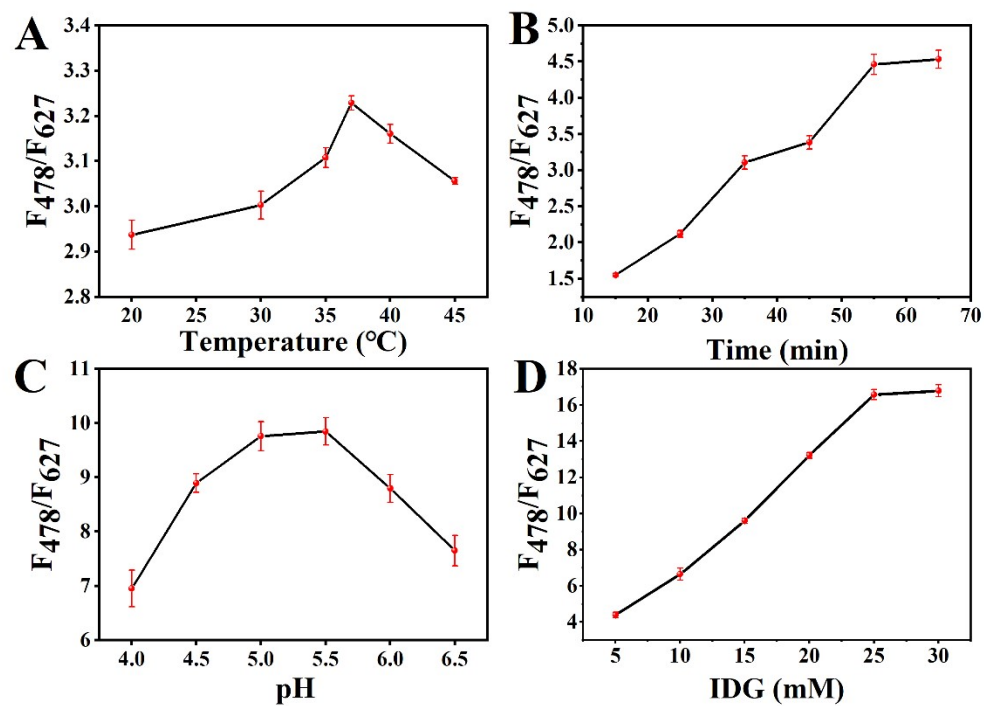 A
F478/F627
3.4
3.3
3.2
3.1
3.0
2.9
2.8
20 25 30 35 40 45
Temperature (°C)
B
F478/F627
5.0
4.5
4.0
3.5
3.0
2.5
2.0
1.5
10 20 30 40 50 60 70
Time (min)
C
F478/F627
11
10
9
8
7
6
4.0 4.5 5.0 5.5 6.0 6.5
pH
D
F478/F627
18
16
14
12
10
8
6
4
5 10 15 20 25 30
IDG (mM)